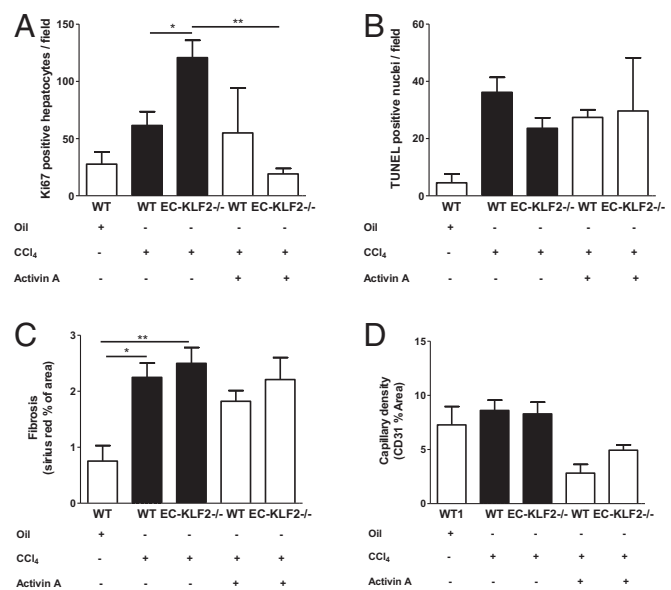 A
Ki67 positive hepatocytes / field
150
100
50
0
*
**
WT WT EC-KLF2-/- WT EC-KLF2-/-
Oil + - - - -
CCl₄ - + + + +
Activin A - - - + +
B
TUNEL positive nuclei / field
60
40
20
0
WT WT EC-KLF2-/- WT EC-KLF2-/-
+ - - - -
- + + + +
- - - + +
C
Fibrosis
(sirius red % of area)
3
2
1
0
**
*
WT WT EC-KLF2-/- WT EC-KLF2-/-
Oil + - - - -
CCl₄ - + + + +
Activin A - - - + +
D
Capillary density
(CD31 % Area)
15
10
5
0
WT1 WT EC-KLF2-/- WT EC-KLF2-/-
Oil + - - - -
CCl₄ - + + + +
Activin A - - - + +